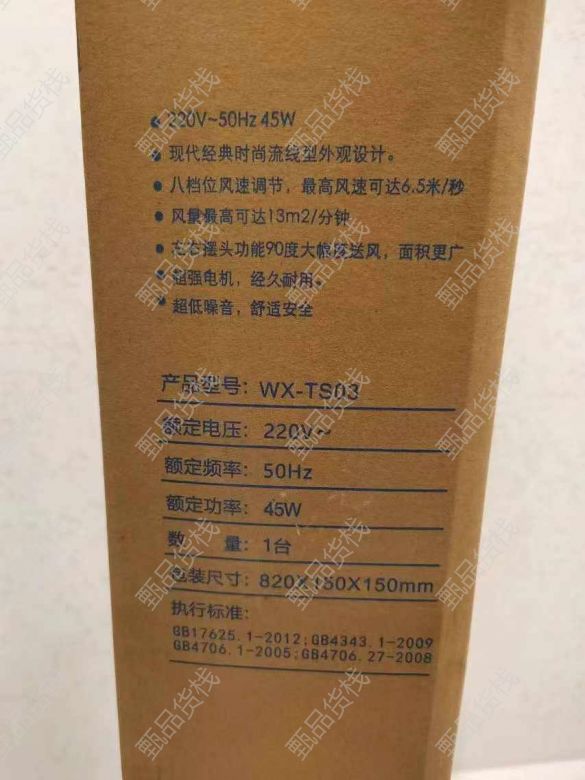 220V~50Hz 45W
现代经典时尚流线型外观设计。
八档位风速调节，最高风速可达6.5米/秒
风量最高可达13m2/分钟
左右摇头功能90度大幅度送风，面积更广
超强电机，经久耐用。
超低噪音，舒适安全
产品型号：WX-TS03
额定电压：220V~
额定频率：50Hz
额定功率：45W
数 量：1台
包装尺寸：820X150X150mm
执行标准：
GB17625.1-2012;GB4343.1-2009
GB4706.1-2005;GB4706.27-2008
甄品货栈